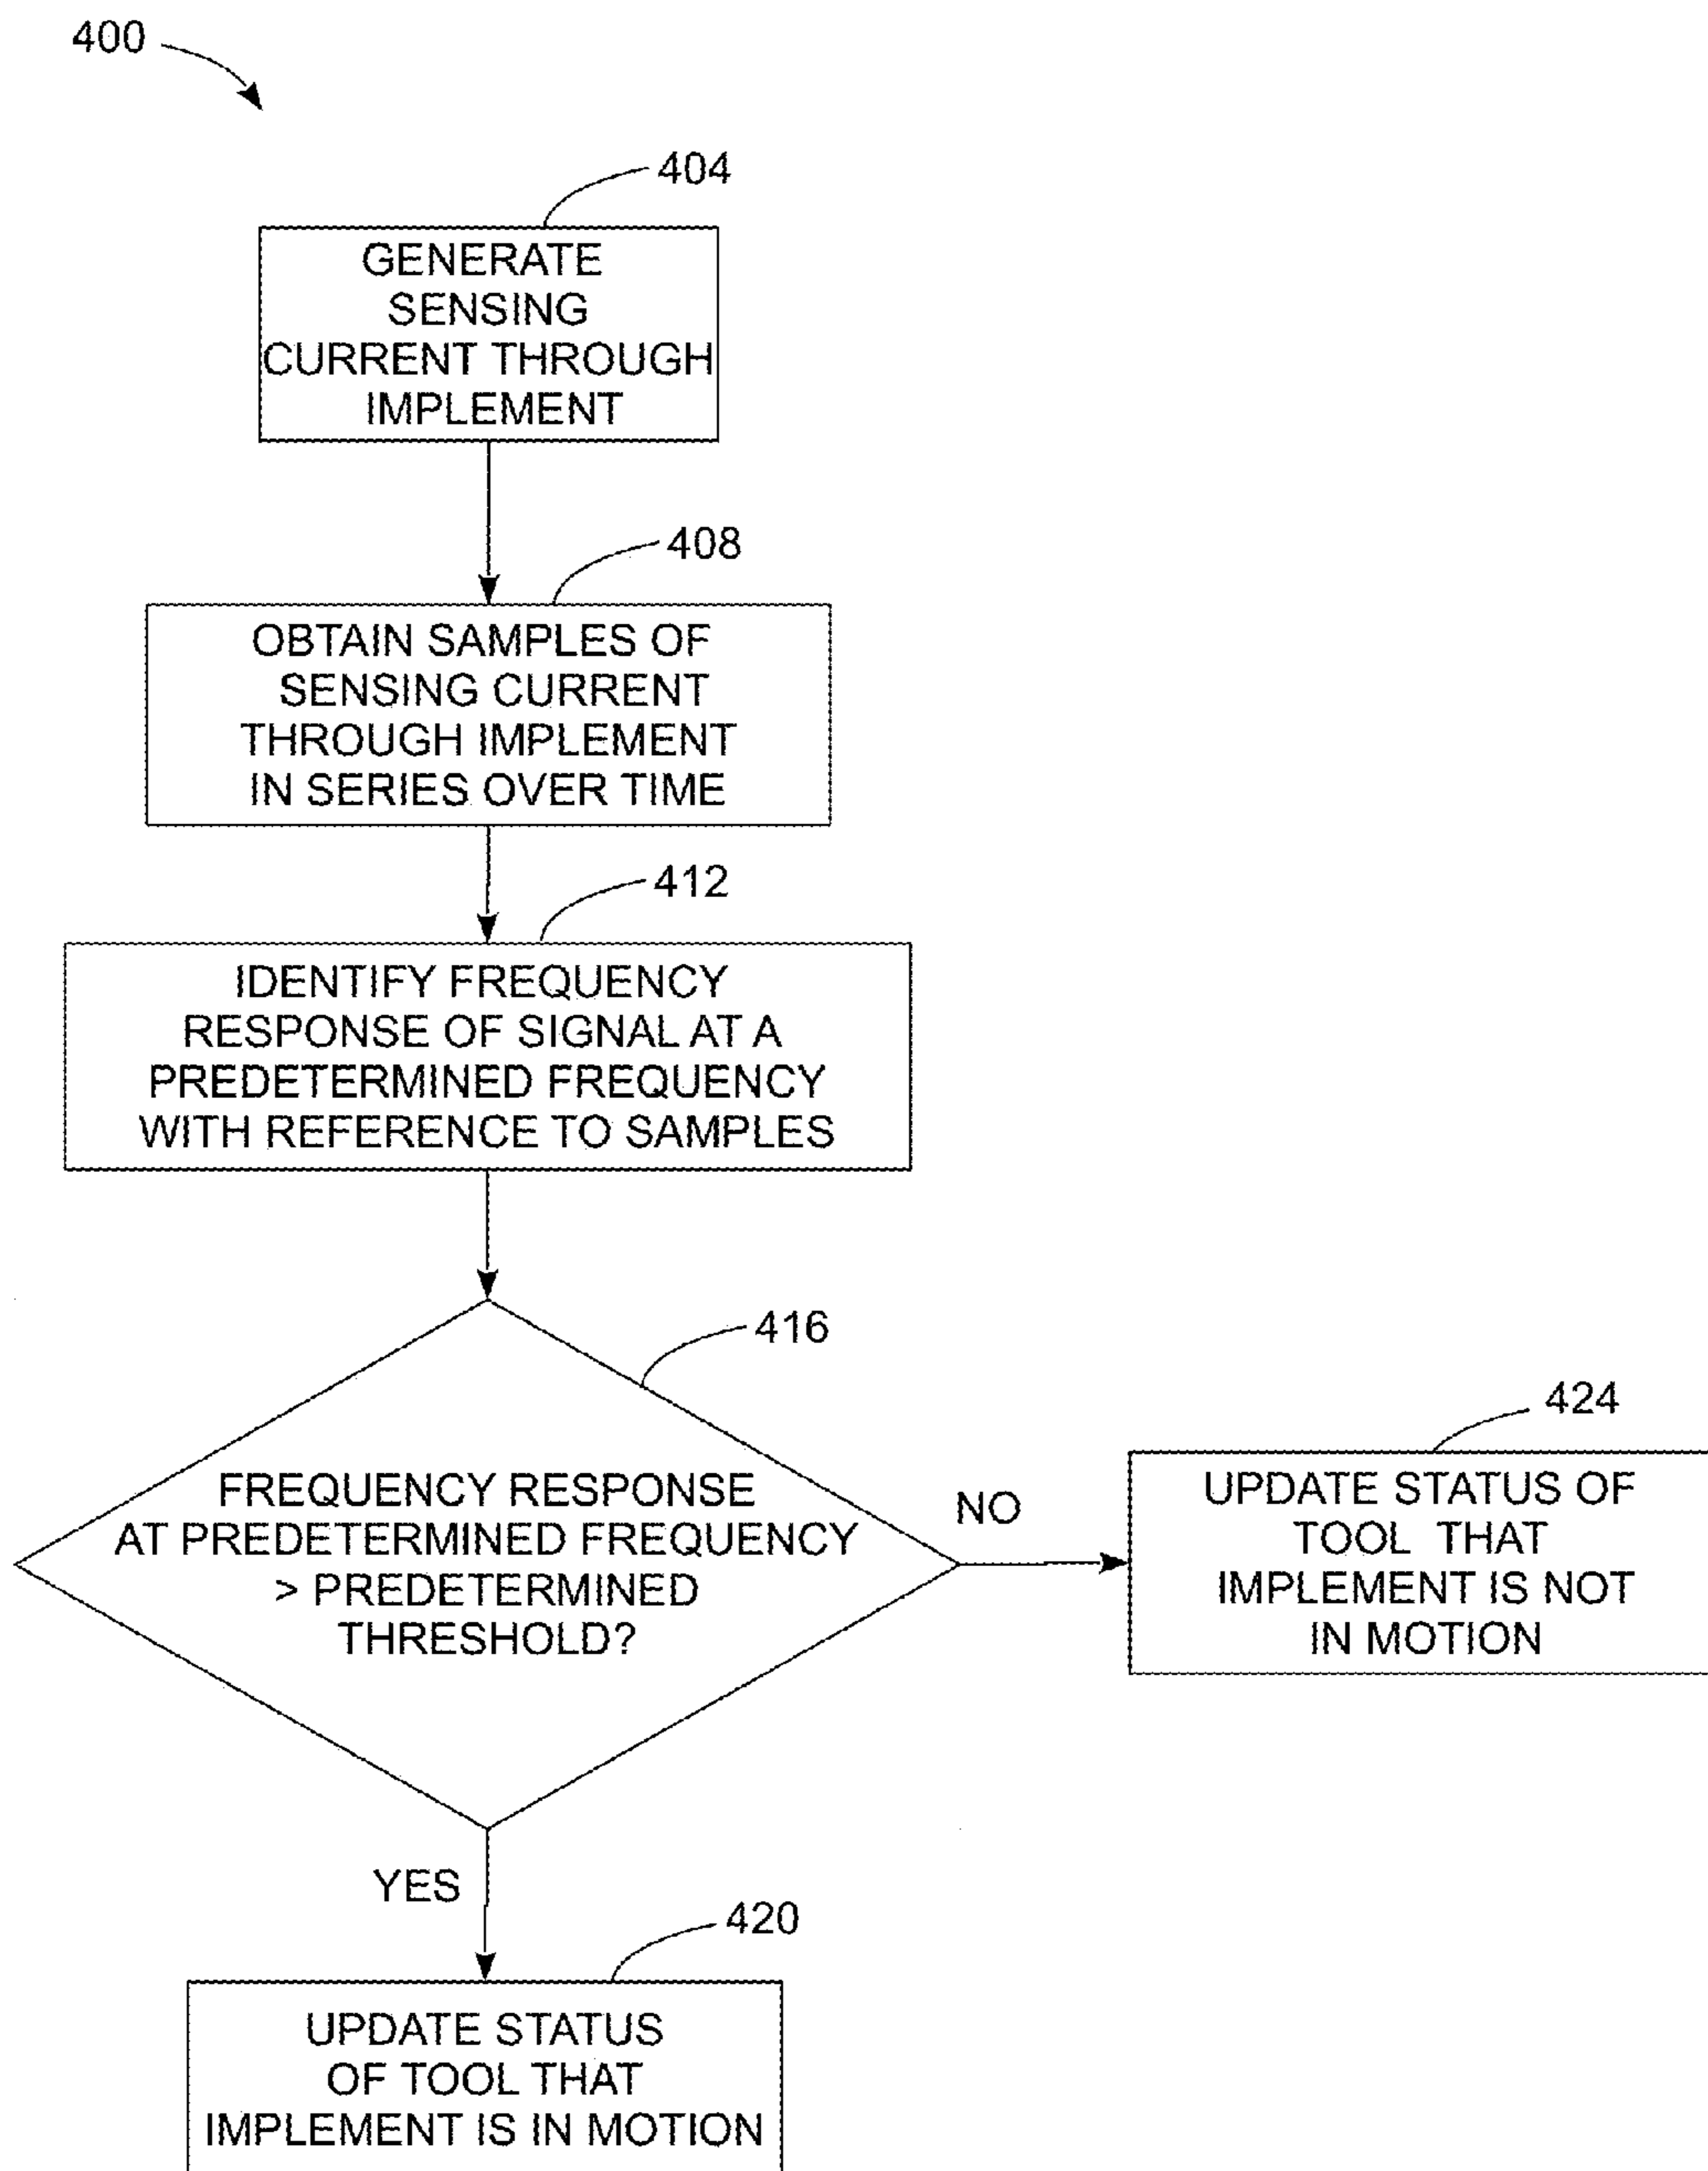 400
404
GENERATE
SENSING
CURRENT THROUGH
IMPLEMENT
408
OBTAIN SAMPLES OF
SENSING CURRENT
THROUGH IMPLEMENT
IN SERIES OVER TIME
412
IDENTIFY FREQUENCY
RESPONSE OF SIGNAL AT A
PREDETERMINED FREQUENCY
WITH REFERENCE TO SAMPLES
416
FREQUENCY RESPONSE
AT PREDETERMINED FREQUENCY
> PREDETERMINED
THRESHOLD?
NO
424
UPDATE STATUS OF
TOOL THAT
IMPLEMENT IS NOT
IN MOTION
YES
420
UPDATE STATUS
OF TOOL THAT
IMPLEMENT IS IN MOTION